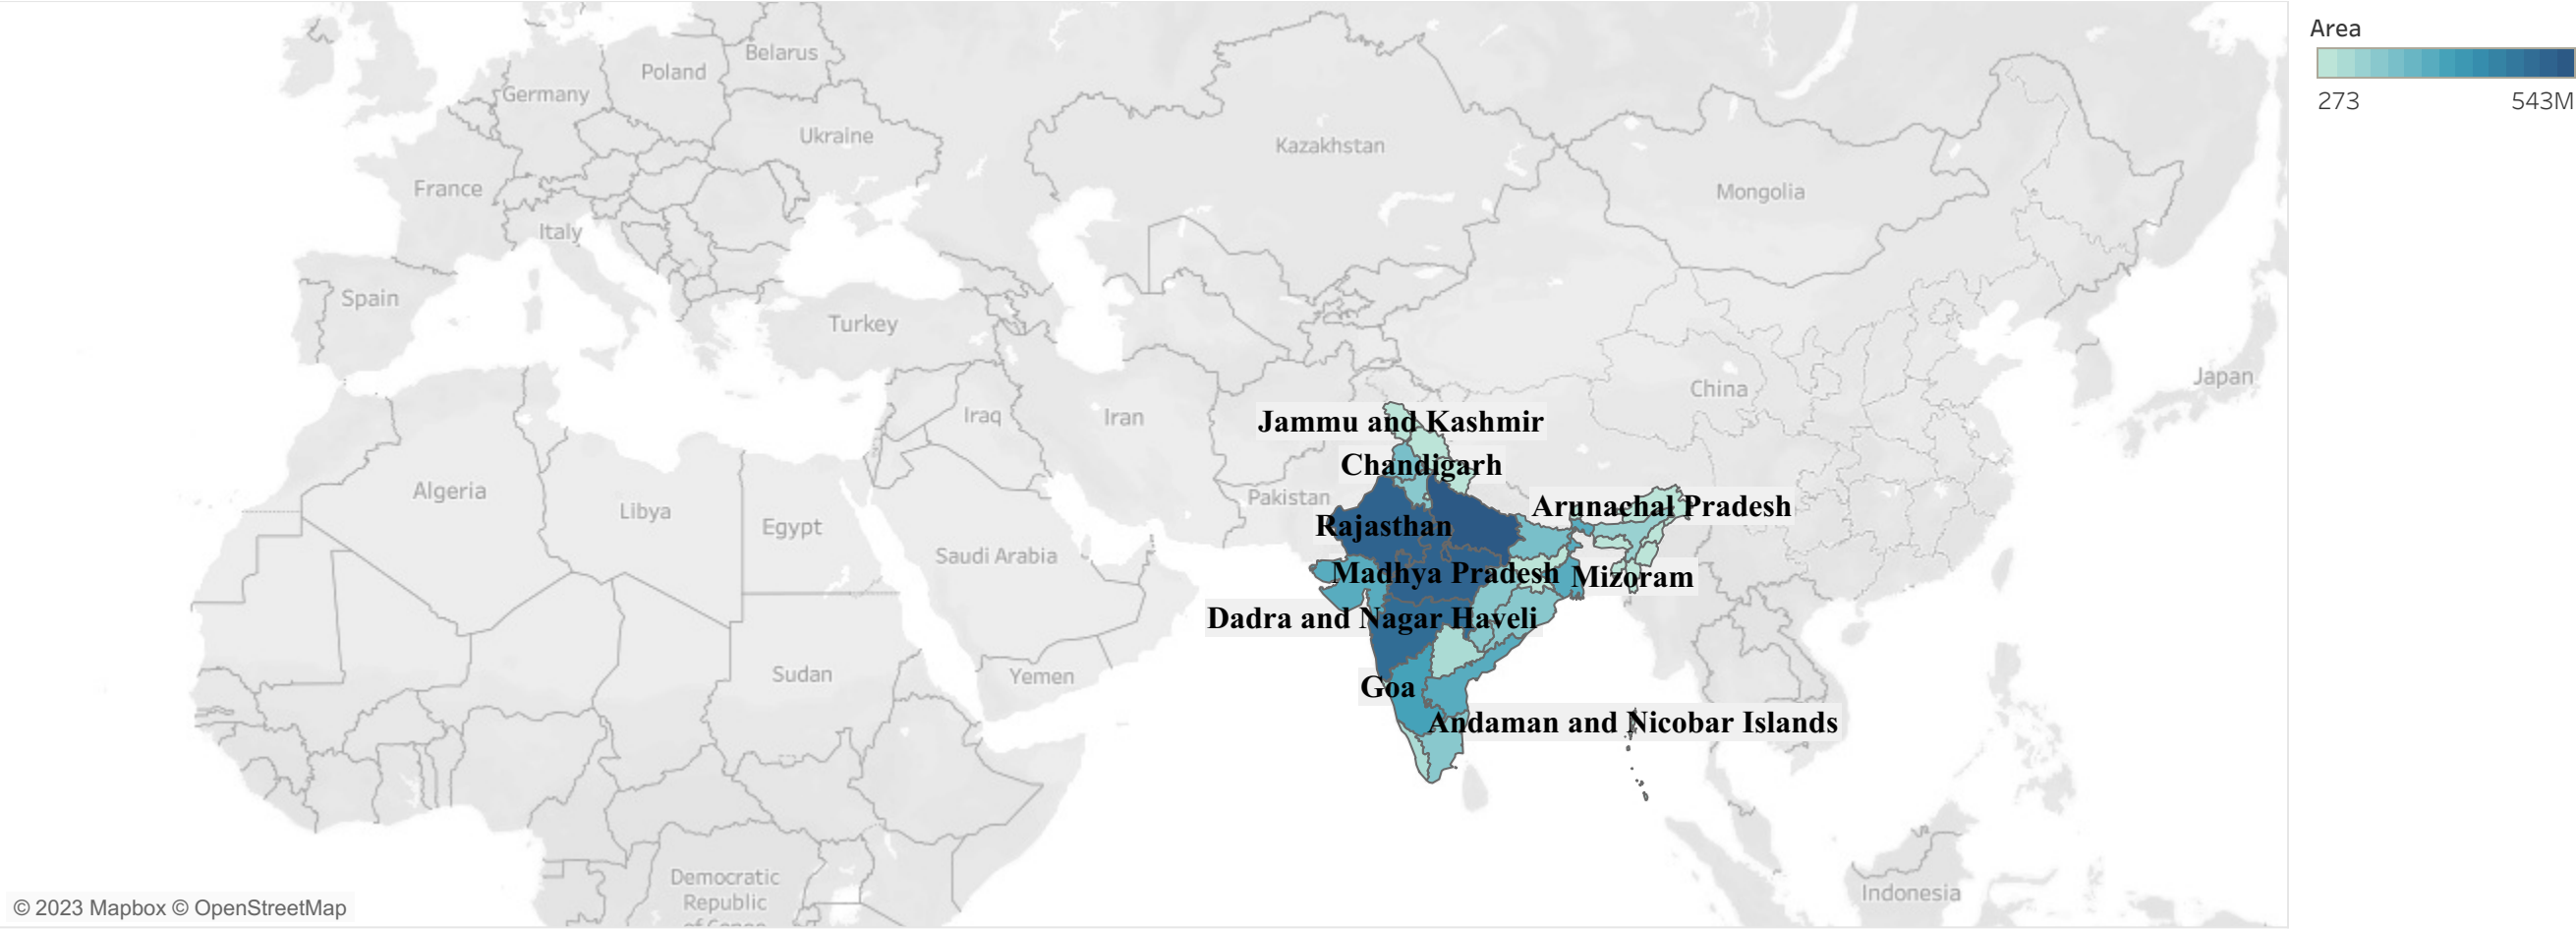 Area
273 543M
Belarus
Poland
Germany
Ukraine
Kazakhstan
France
Mongolia
Italy
Spain
Turkey
China
Japan
Iraq
Iran
Jammu and Kashmir
Chandigarh
Algeria
Pakistan
Libya
Egypt
Arunachal Pradesh
Rajasthan
Saudi Arabia
Madhya Pradesh
Mizoram
Dadra and Nagar Haveli
Sudan
Yemen
Goa
Andaman and Nicobar Islands
Democratic
Republic
of Congo
Indonesia
© 2023 Mapbox © OpenStreetMap